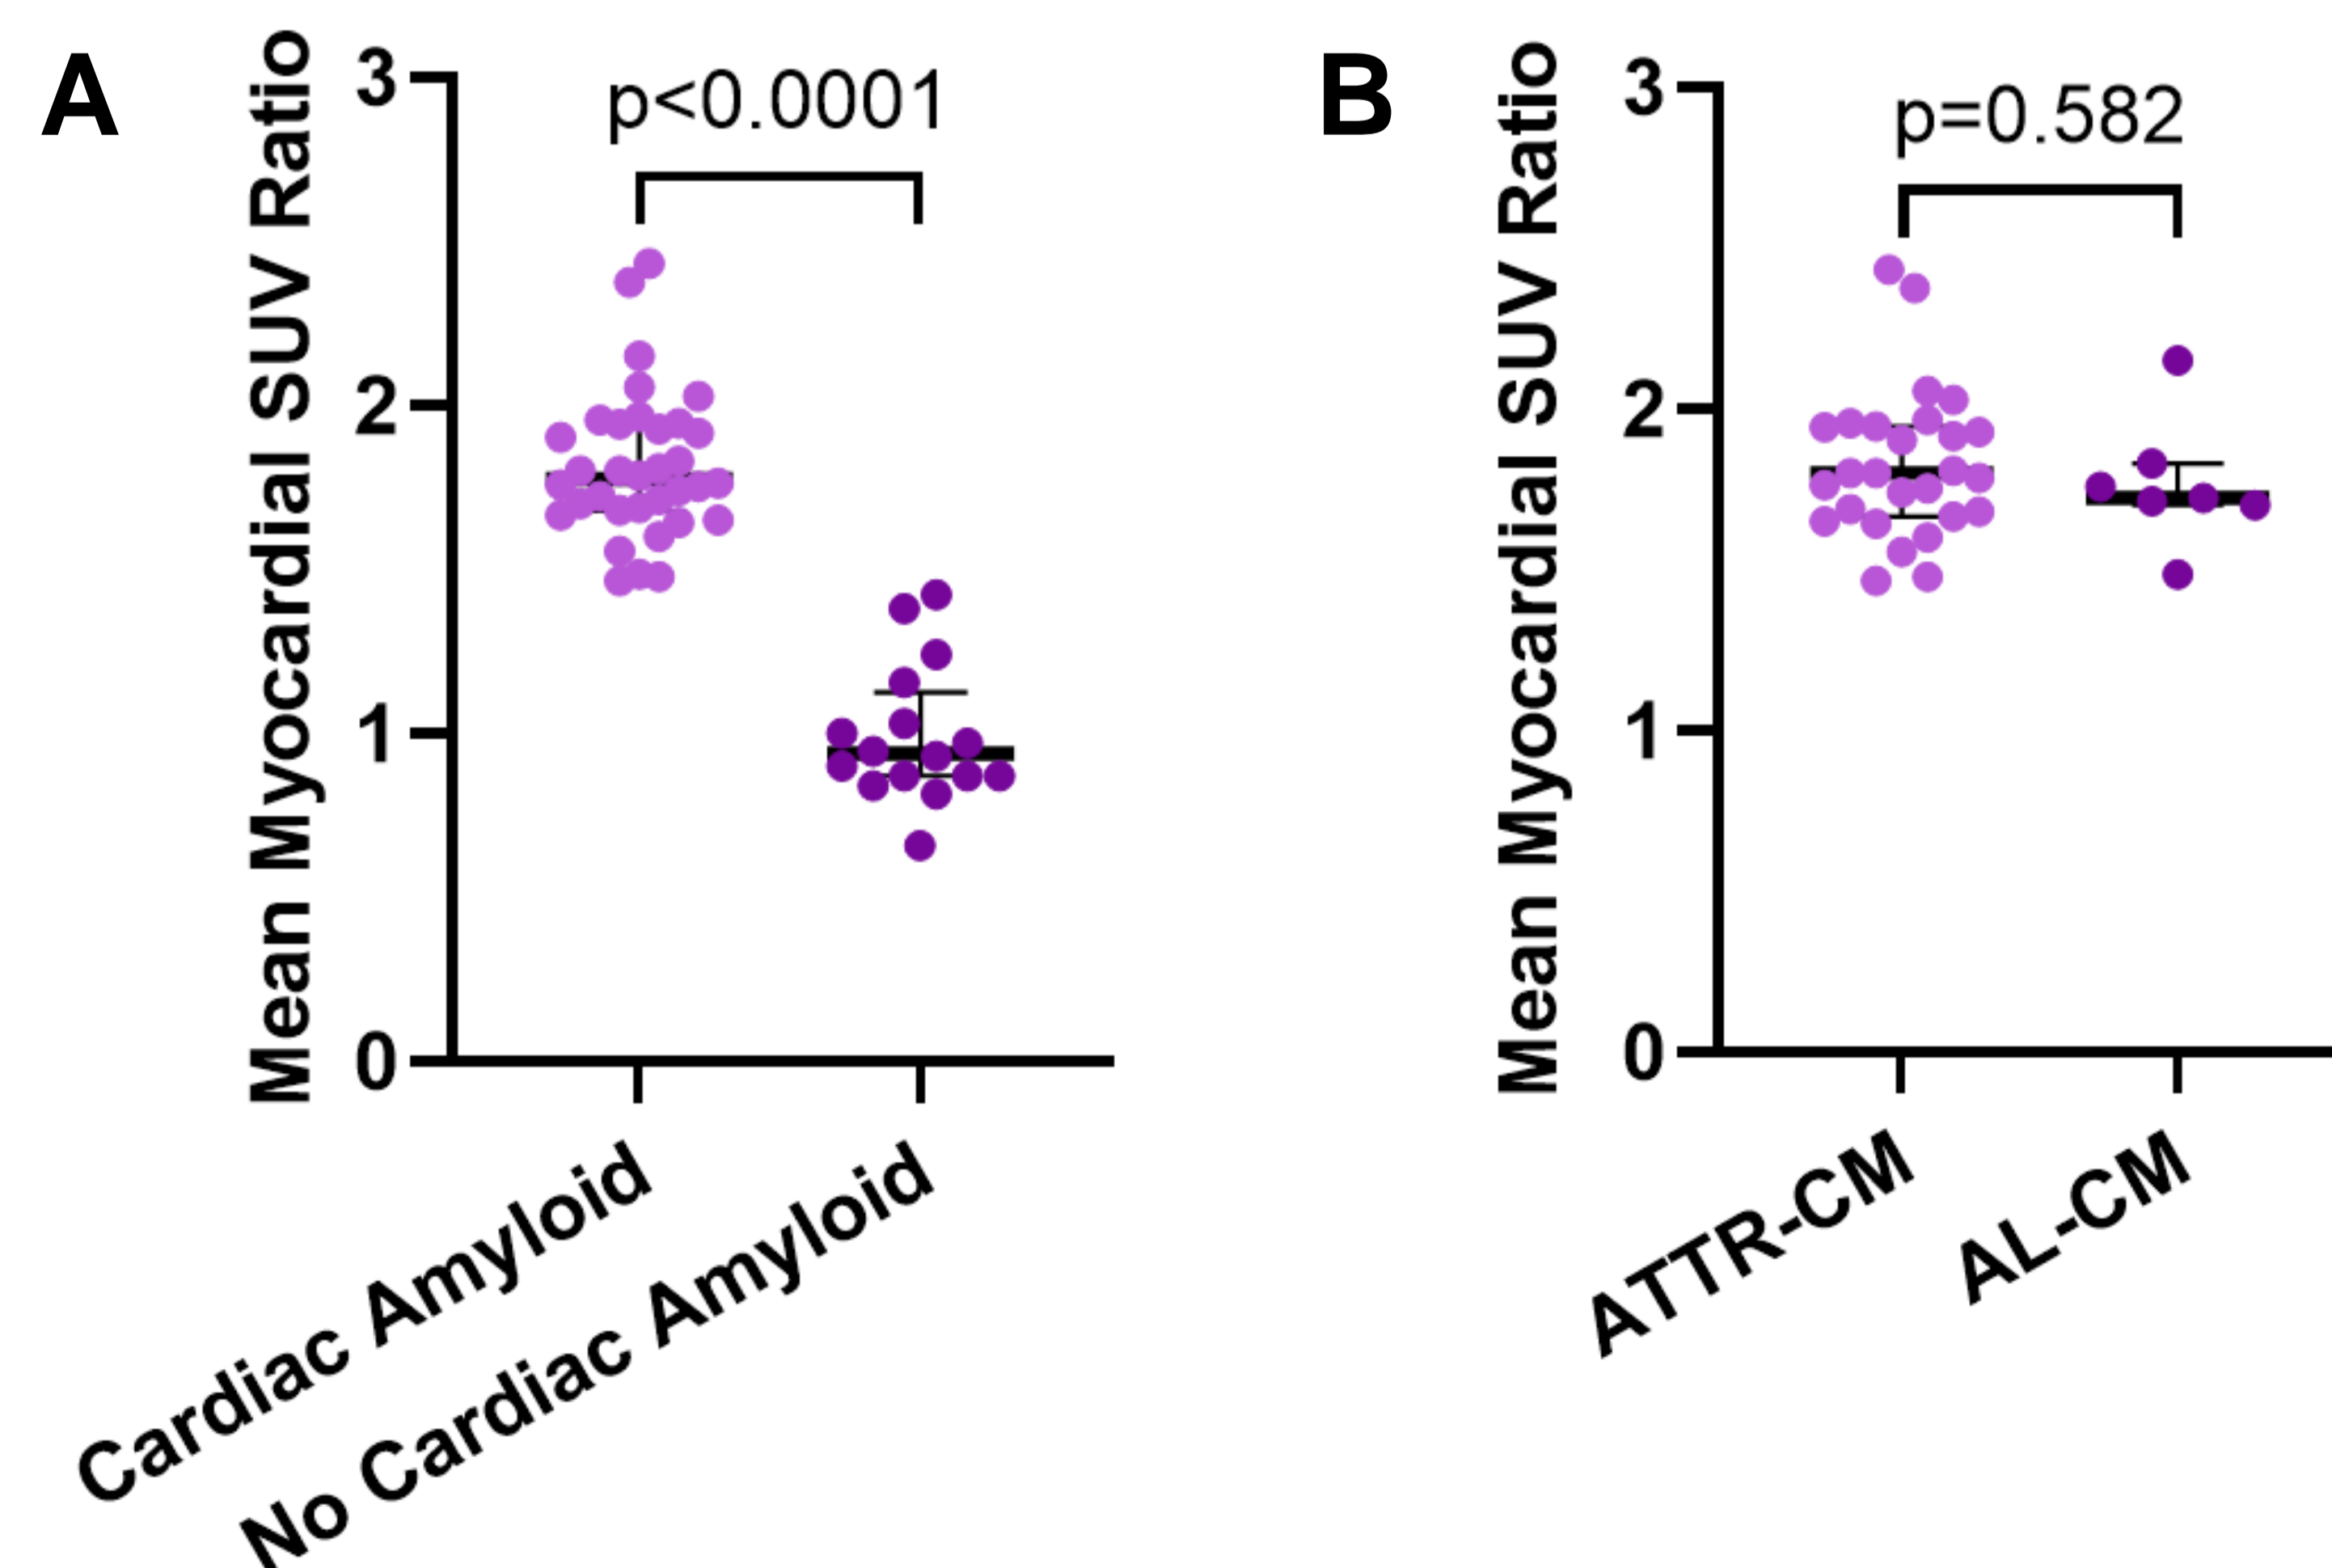 A
Mean Myocardial SUV Ratio
3
2
1
0
p<0.0001
Cardiac Amyloid
No Cardiac Amyloid
B
Mean Myocardial SUV Ratio
3
2
1
0
p=0.582
ATTR-CM
AL-CM